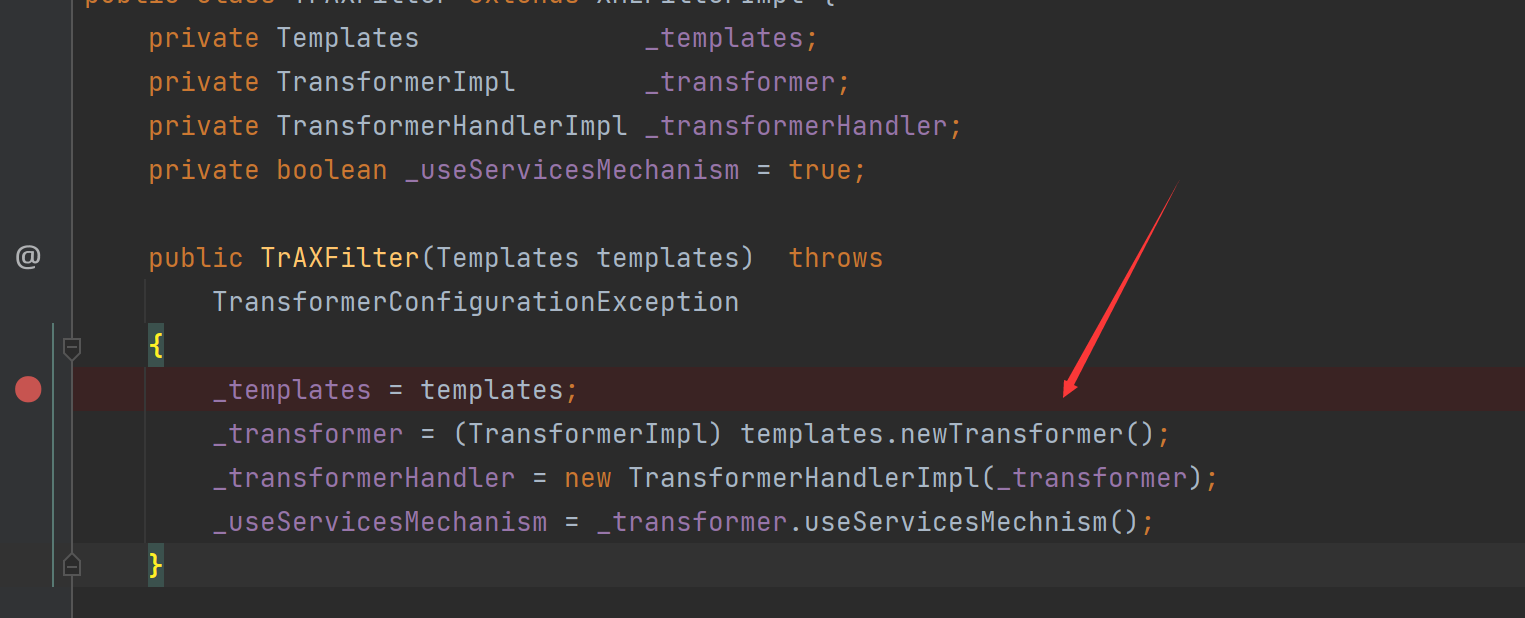 public class TrAXFilter extends XMLFilterImpl {
private Templates _templates;
private TransformerImpl _transformer;
private TransformerHandlerImpl _transformerHandler;
private boolean _useServicesMechanism = true;
@
public TrAXFilter(Templates templates) throws
TransformerConfigurationException
{
_templates = templates;
_transformer = (TransformerImpl) templates.newTransformer();
_transformerHandler = new TransformerHandlerImpl(_transformer);
_useServicesMechanism = _transformer.useServicesMechnism();
}